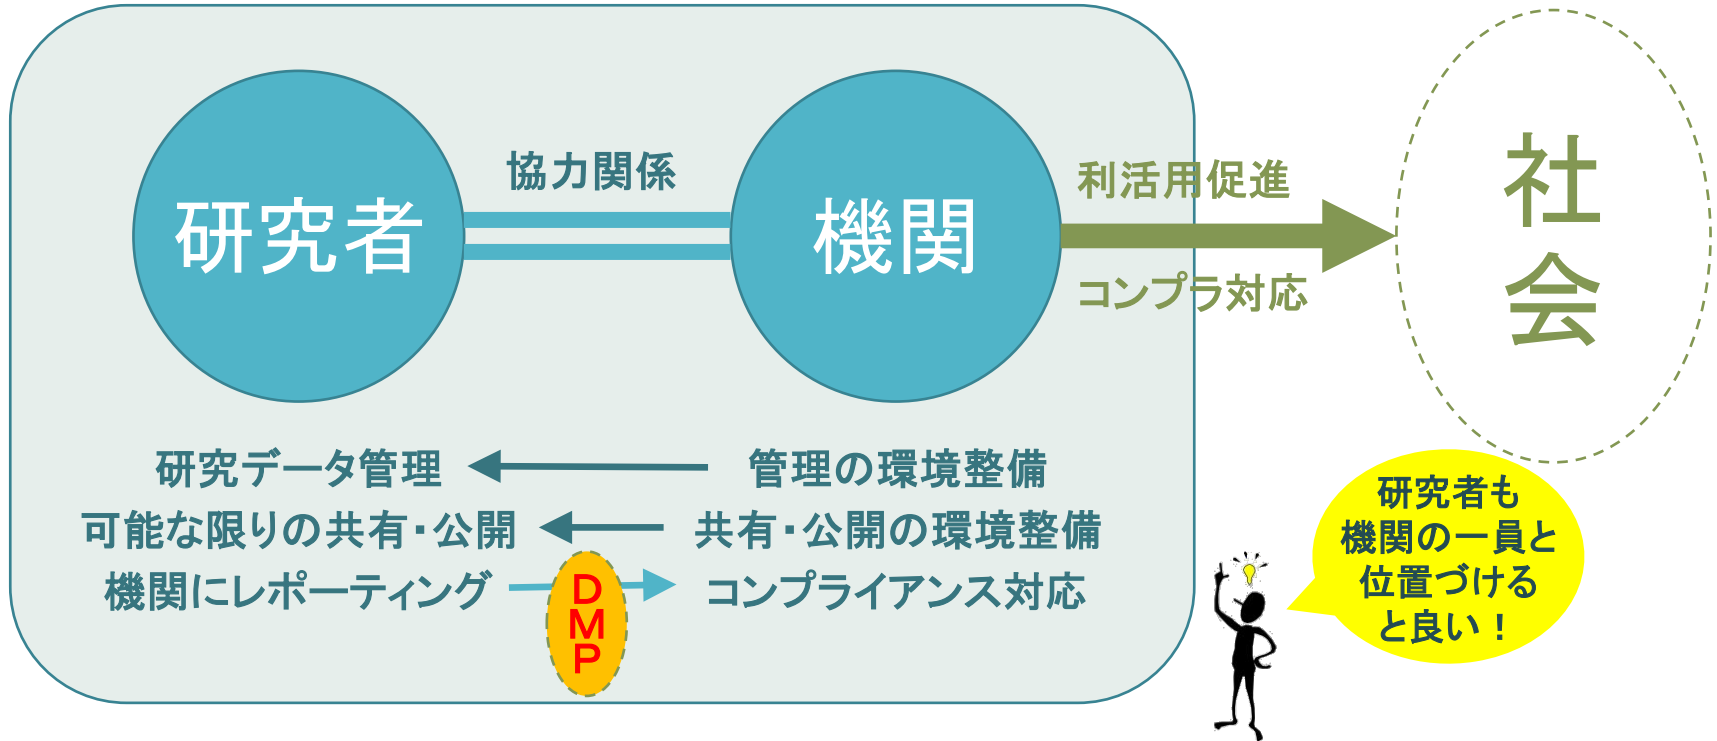 研究者
協力関係
機関
利活用促進
コンプラ対応
社会
研究データ管理
管理の環境整備
可能な限りの共有・公開
共有・公開の環境整備
機関にレポーティング
DMP
コンプライアンス対応
研究者も
機関の一員と
位置づける
と良い！